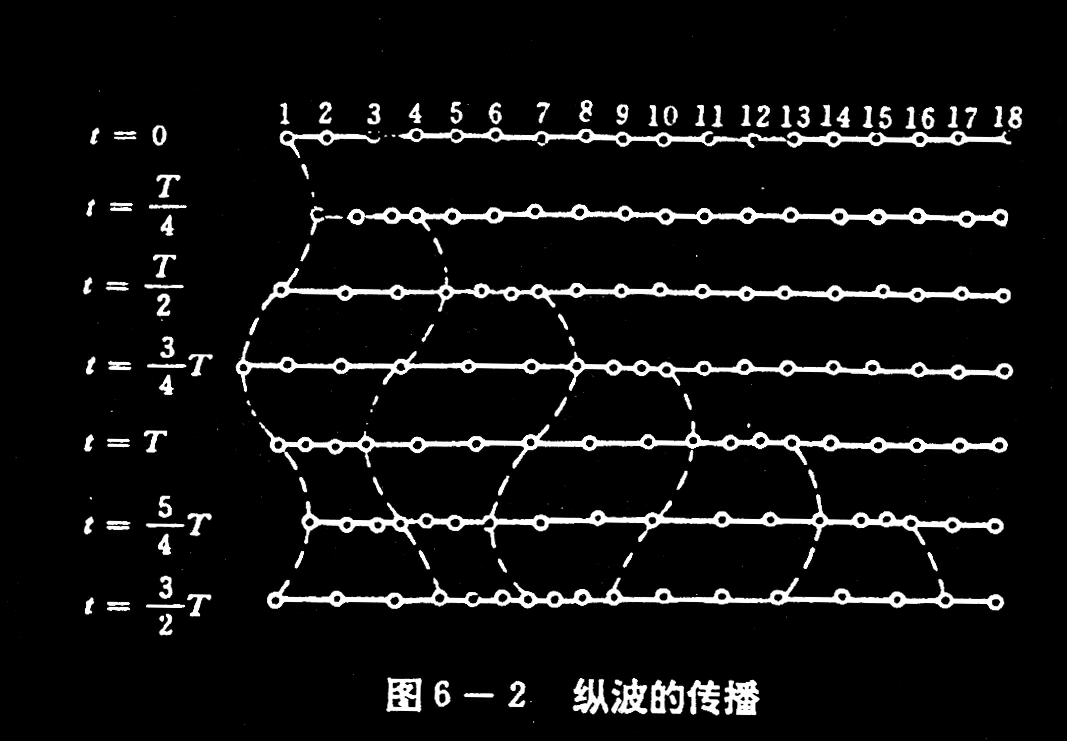 1 2 3 4 5 6 7 8 9 10 11 12 13 14 15 16 17 18
t = 0
t = T/4
t = T/2
t = 3/4 T
t = T
t = 5/4 T
t = 3/2 T
图6-2 纵波的传播